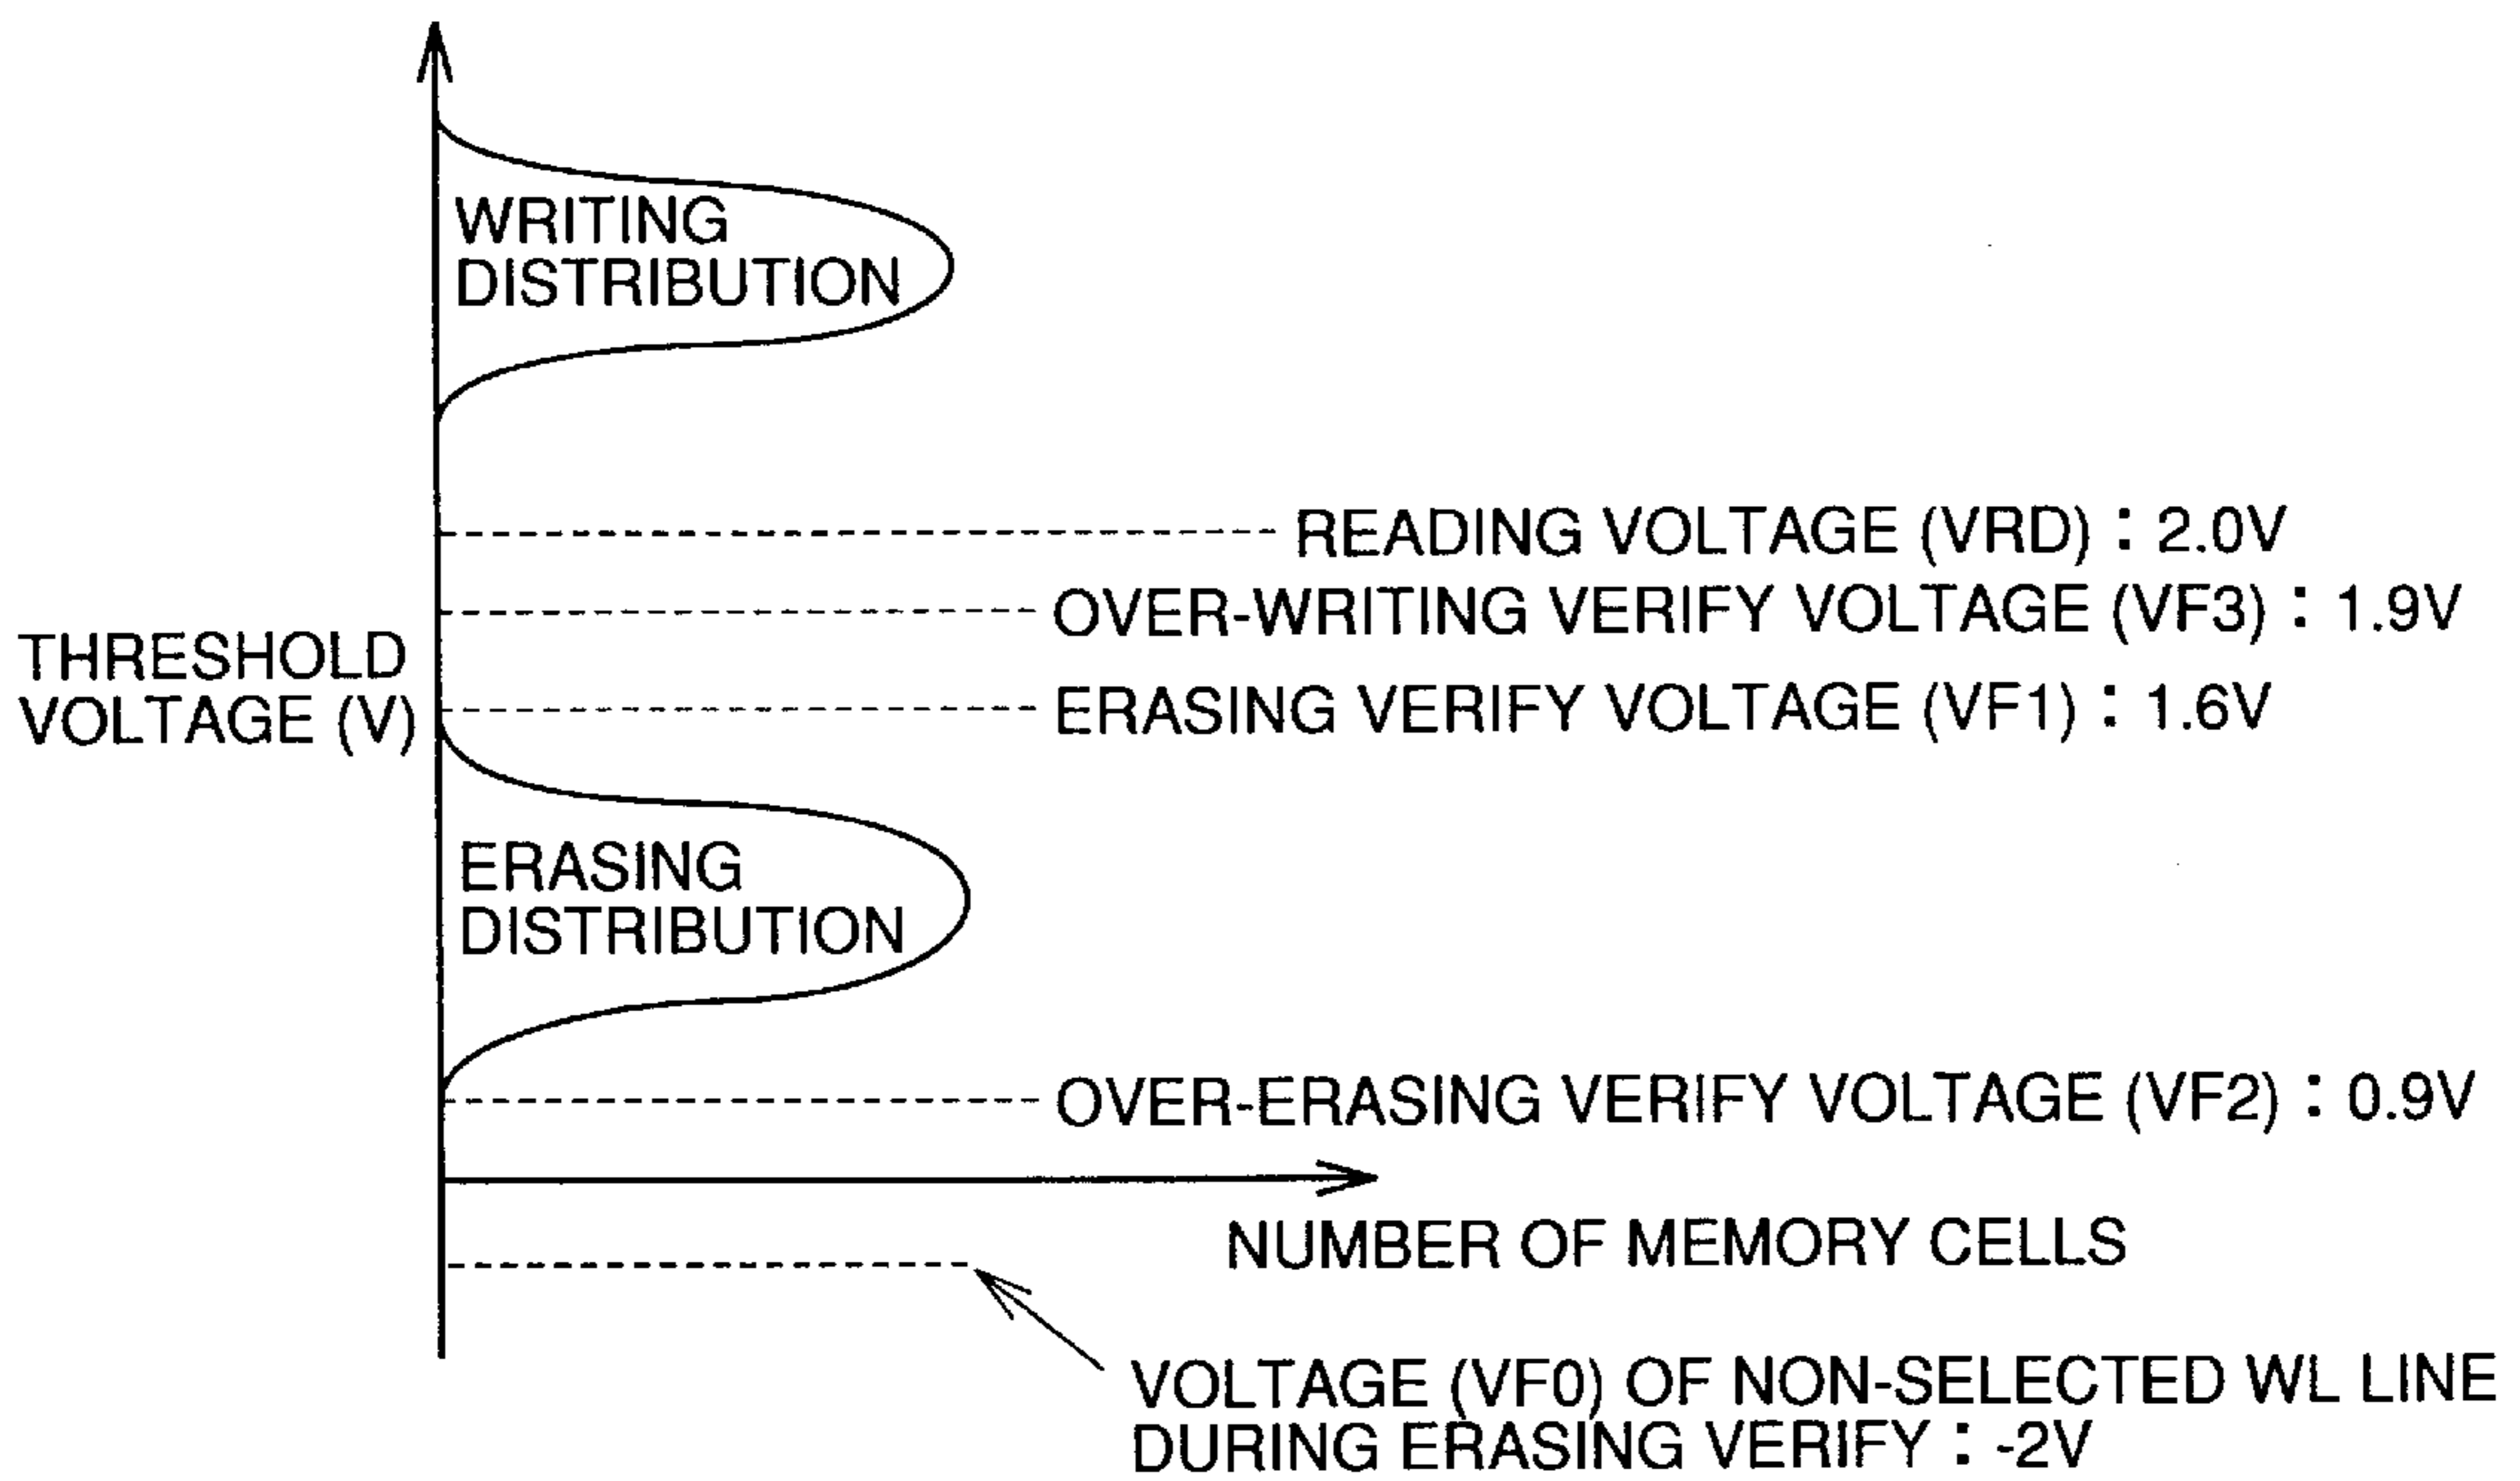 WRITING
DISTRIBUTION
READING VOLTAGE (VRD) : 2.0V
OVER-WRITING VERIFY VOLTAGE (VF3) : 1.9V
THRESHOLD
VOLTAGE (V)
ERASING VERIFY VOLTAGE (VF1) : 1.6V
ERASING
DISTRIBUTION
OVER-ERASING VERIFY VOLTAGE (VF2) : 0.9V
NUMBER OF MEMORY CELLS
VOLTAGE (VF0) OF NON-SELECTED WL LINE
DURING ERASING VERIFY : -2V